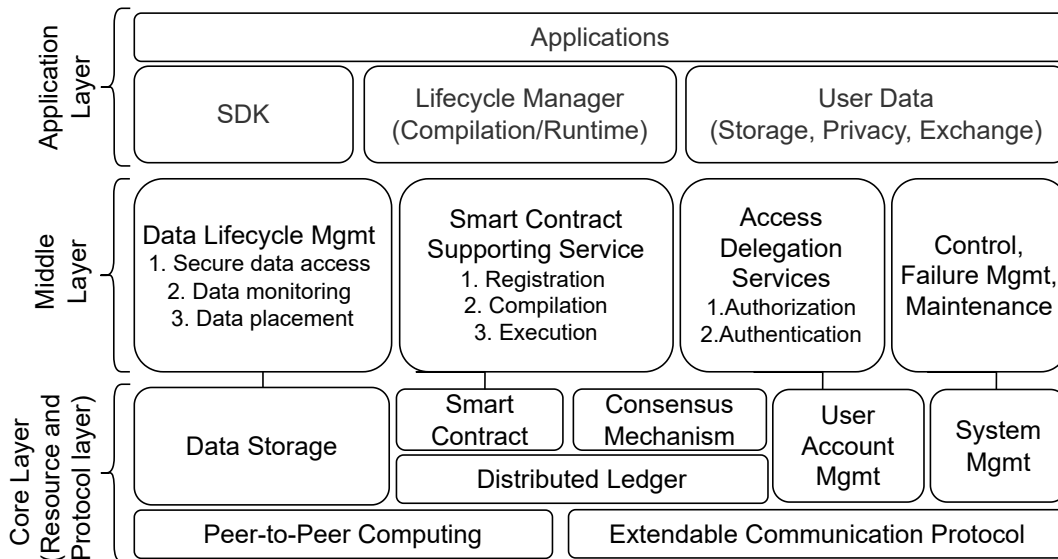 Application
Layer
Applications
SDK
Lifecycle Manager
(Compilation/Runtime)
User Data
(Storage, Privacy, Exchange)
Middle
Layer
Data Lifecycle Mgmt
1. Secure data access
2. Data monitoring
3. Data placement
Smart Contract
Supporting Service
1. Registration
2. Compilation
3. Execution
Access
Delegation
Services
1.Authorization
2.Authentication
Control,
Failure Mgmt,
Maintenance
Core Layer
(Resource and
Protocol layer)
Data Storage
Smart
Contract
Consensus
Mechanism
Distributed Ledger
User
Account
Mgmt
System
Mgmt
Peer-to-Peer Computing
Extendable Communication Protocol